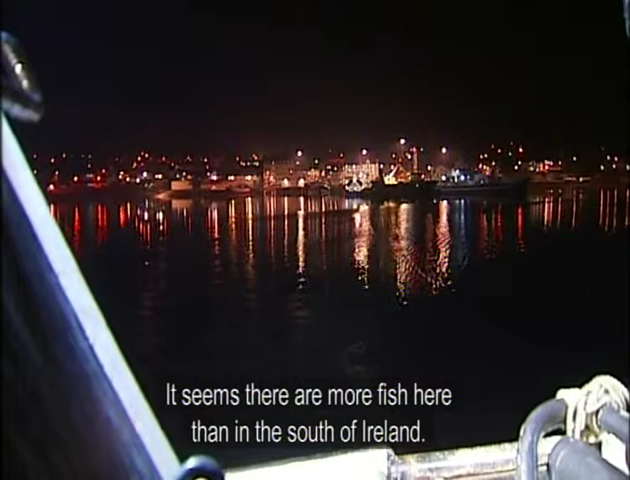 It seems there are more fish here
than in the south of Ireland.